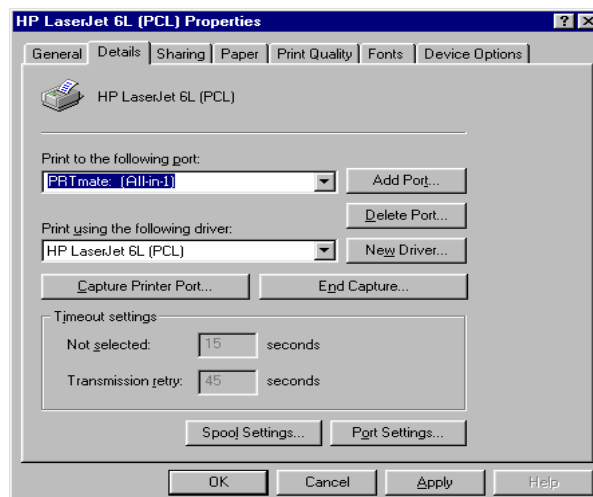 HP LaserJet 6L (PCL) Properties
General Details Sharing Paper Print Quality Fonts Device Options
HP LaserJet 6L (PCL)
Print to the following port:
PRTmate: (All-in-1) Add Port...
Delete Port...
Print using the following driver:
HP LaserJet 6L (PCL) New Driver...
Capture Printer Port... End Capture...
Timeout settings
Not selected: 15 seconds
Transmission retry: 45 seconds
Spool Settings... Port Settings...
OK Cancel Apply Help